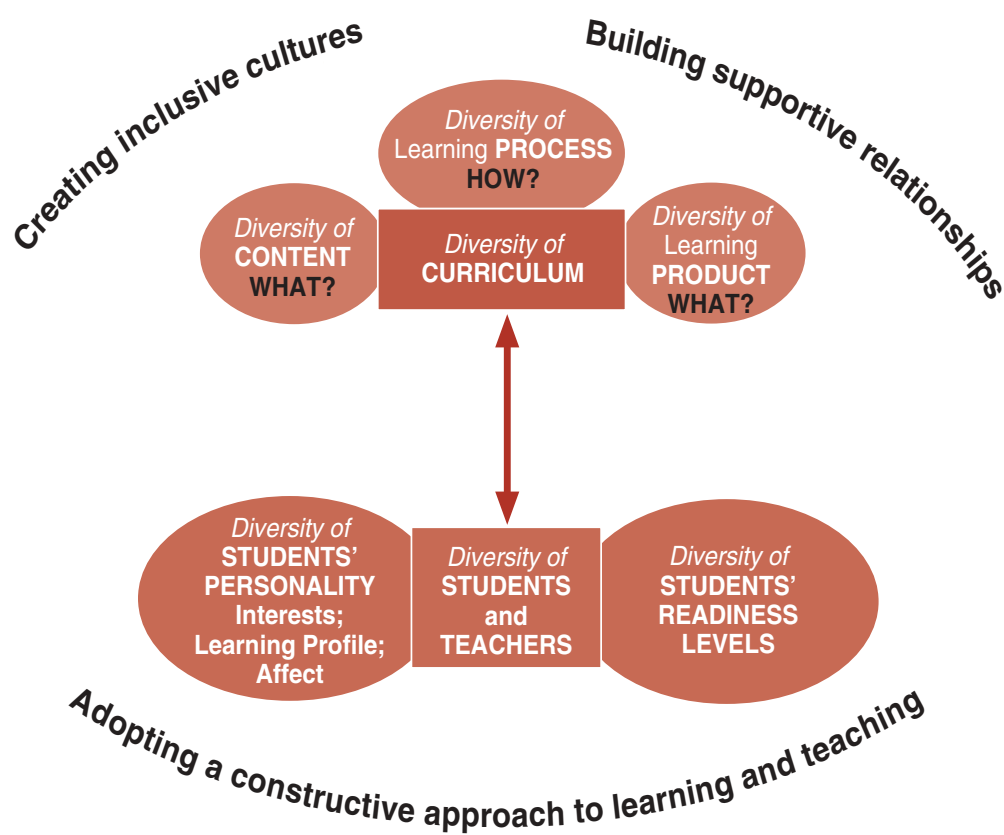 Creating inclusive cultures
Building supportive relationships
Diversity of
Learning PROCESS
HOW?
Diversity of
CONTENT
WHAT?
Diversity of
CURRICULUM
Diversity of
Learning
PRODUCT
WHAT?
Diversity of
STUDENTS’
PERSONALITY
Interests;
Learning Profile;
Affect
Diversity of
STUDENTS
and
TEACHERS
Diversity of
STUDENTS’
READINESS
LEVELS
Adopting a constructive approach to learning and teaching